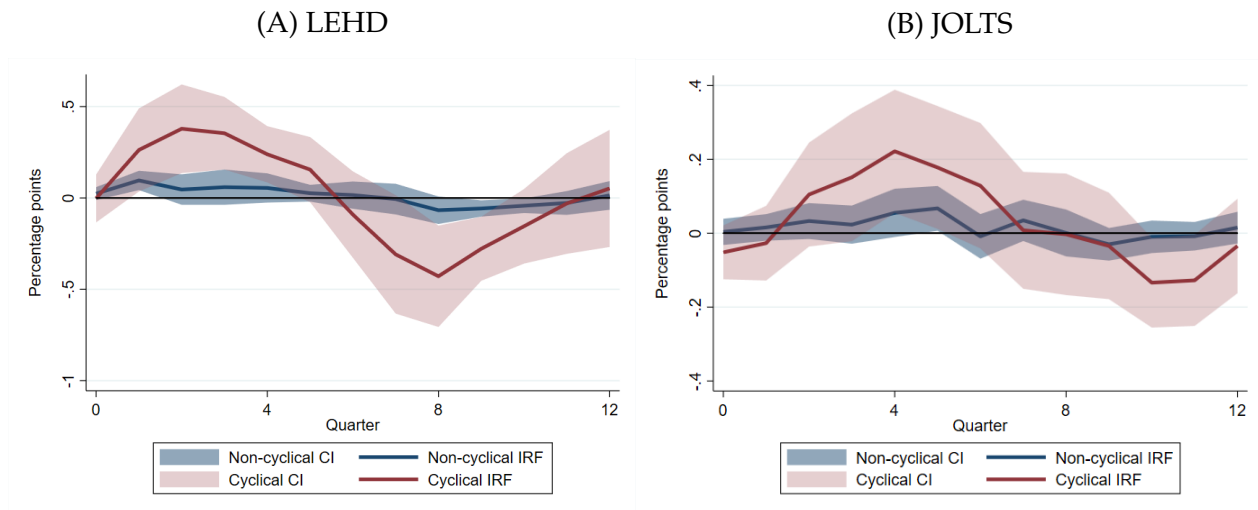 (A) LEHD
(B) JOLTS
Percentage points
.5
0
-.5
-1
0
4
8
12
Quarter
Non-cyclical CI
Non-cyclical IRF
Cyclical CI
Cyclical IRF
Percentage points
.4
.2
0
-.2
-.4
0
4
8
12
Quarter
Non-cyclical CI
Non-cyclical IRF
Cyclical CI
Cyclical IRF